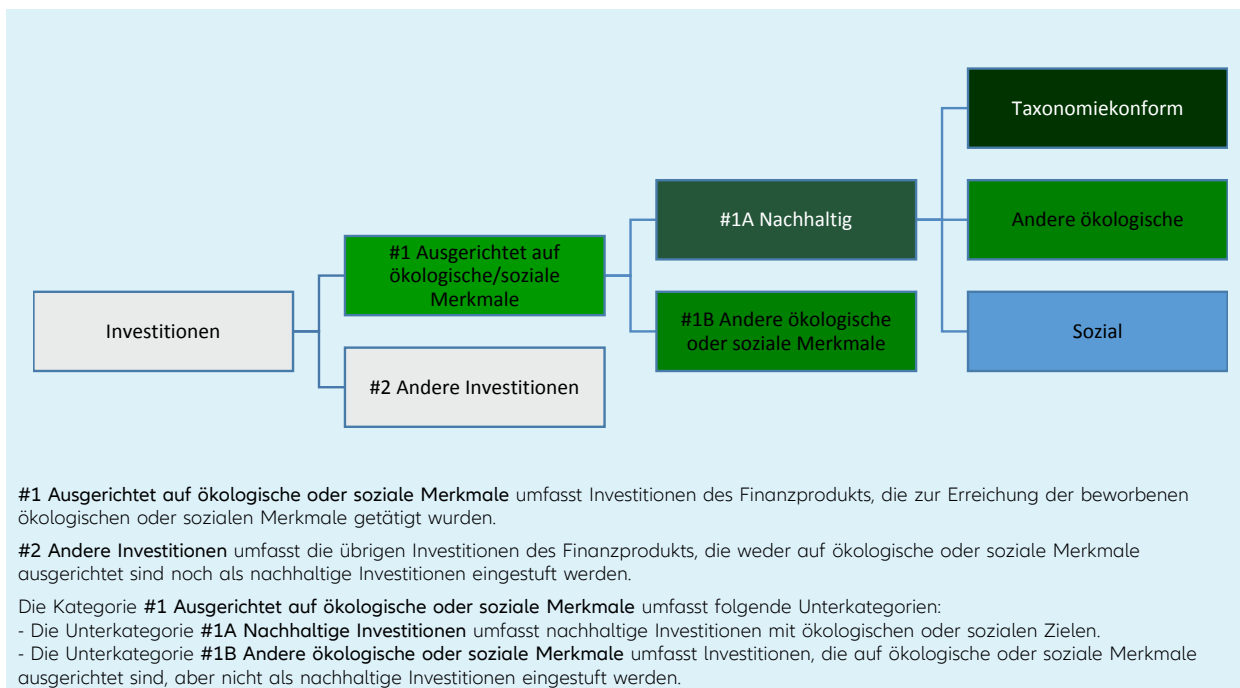 Taxonomiekonform
#1A Nachhaltig
Andere ökologische
#1 Ausgerichtet auf
ökologische/soziale
Merkmale
#1B Andere ökologische
oder soziale Merkmale
Investitionen
Sozial
#2 Andere Investitionen
#1 Ausgerichtet auf ökologische oder soziale Merkmale umfasst Investitionen des Finanzprodukts, die zur Erreichung der beworbenen
ökologischen oder sozialen Merkmale getätigt wurden.
#2 Andere Investitionen umfasst die übrigen Investitionen des Finanzprodukts, die weder auf ökologische oder soziale Merkmale
ausgerichtet sind noch als nachhaltige Investitionen eingestuft werden.
Die Kategorie #1 Ausgerichtet auf ökologische oder soziale Merkmale umfasst folgende Unterkategorien:
- Die Unterkategorie #1A Nachhaltige Investitionen umfasst nachhaltige Investitionen mit ökologischen oder sozialen Zielen.
- Die Unterkategorie #1B Andere ökologische oder soziale Merkmale umfasst Investitionen, die auf ökologische oder soziale Merkmale
ausgerichtet sind, aber nicht als nachhaltige Investitionen eingestuft werden.